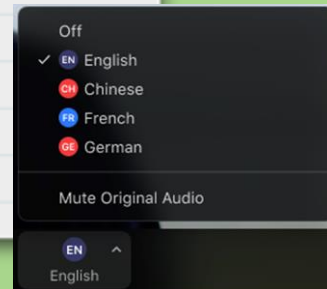 Off
✓ EN English
CH Chinese
FR French
GE German
Mute Original Audio
EN
English